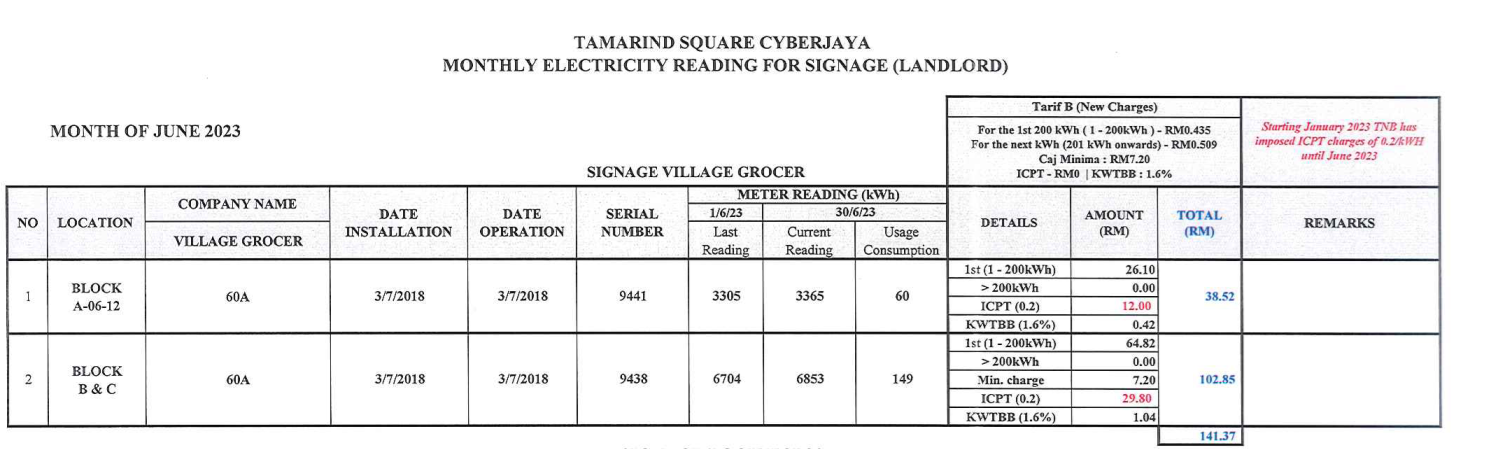 TAMARIND SQUARE CYBERJAYA
MONTHLY ELECTRICITY READING FOR SIGNAGE (LANDLORD)
MONTH OF JUNE 2023
Tarif B (New Charges)
For the 1st 200 kWh ( 1 - 200kWh ) - RM0.435
For the next kWh (201 kWh onwards) - RM0.509
Caj Minima : RM7.20
ICPT - RM0 | KWTBB : 1.6%
Starting January 2023 TNB has
imposed ICPT charges of 0.2/kWH
until June 2023
SIGNAGE VILLAGE GROCER
NO LOCATION COMPANY NAME DATE INSTALLATION DATE OPERATION SERIAL NUMBER METER READING (kWh) DETAILS AMOUNT (RM) TOTAL (RM) REMARKS
VILLAGE GROCER 1/6/23 30/6/23
Last Reading Current Reading Usage Consumption
1 BLOCK A-06-12 60A 3/7/2018 3/7/2018 9441 3305 3365 60
1st (1 - 200kWh) 26.10
> 200kWh 0.00
ICPT (0.2) 12.00
KWTBB (1.6%) 0.42
38.52
2 BLOCK B & C 60A 3/7/2018 3/7/2018 9438 6704 6853 149
1st (1 - 200kWh) 64.82
> 200kWh 0.00
Min. charge 7.20
ICPT (0.2) 29.80
KWTBB (1.6%) 1.04
102.85
141.37